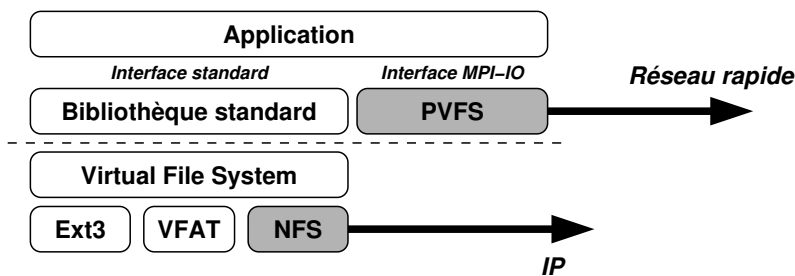 Application
Interface standard Interface MPI−IO
Réseau rapide
Bibliothèque standard PVFS
Virtual File System
Ext3 VFAT NFS
IP